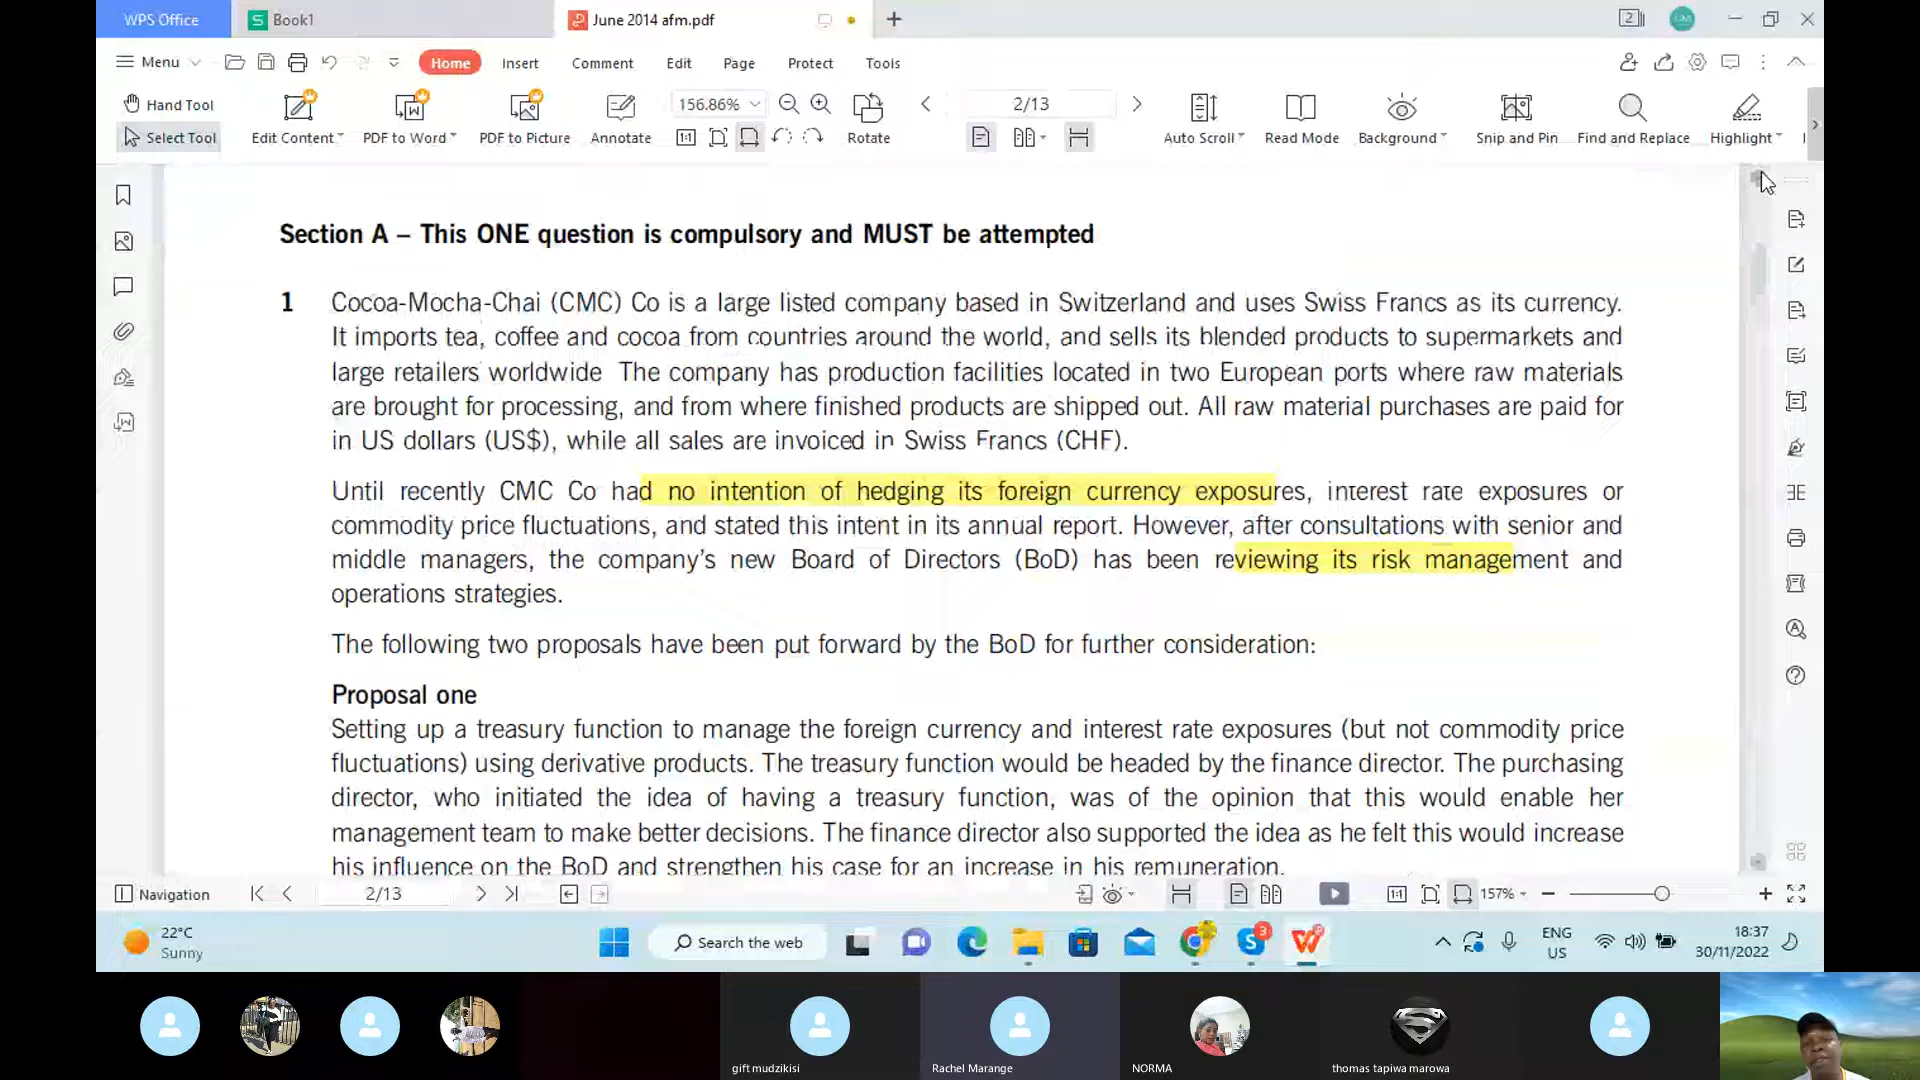 WPS Office
Book1
June 2014 afm.pdf
2
Menu
Home
Insert
Comment
Edit
Page
Protect
Tools
Hand Tool
Select Tool
Edit Content
PDF to Word
PDF to Picture
Annotate
156.86%
Rotate
2/13
Auto Scroll
Read Mode
Background
Snip and Pin
Find and Replace
Highlight
Section A – This ONE question is compulsory and MUST be attempted
1 Cocoa-Mocha-Chai (CMC) Co is a large listed company based in Switzerland and uses Swiss Francs as its currency.
It imports tea, coffee and cocoa from countries around the world, and sells its blended products to supermarkets and
large retailers worldwide The company has production facilities located in two European ports where raw materials
are brought for processing, and from where finished products are shipped out. All raw material purchases are paid for
in US dollars (US$), while all sales are invoiced in Swiss Francs (CHF).
Until recently CMC Co had no intention of hedging its foreign currency exposures, interest rate exposures or
commodity price fluctuations, and stated this intent in its annual report. However, after consultations with senior and
middle managers, the company's new Board of Directors (BoD) has been reviewing its risk management and
operations strategies.
The following two proposals have been put forward by the BoD for further consideration:
Proposal one
Setting up a treasury function to manage the foreign currency and interest rate exposures (but not commodity price
fluctuations) using derivative products. The treasury function would be headed by the finance director. The purchasing
director, who initiated the idea of having a treasury function, was of the opinion that this would enable her
management team to make better decisions. The finance director also supported the idea as he felt this would increase
his influence on the BoD and strengthen his case for an increase in his remuneration.
Navigation
2/13
157%
22°C
Sunny
Search the web
3
ENG
US
18:37
30/11/2022
gift mudzikisi
Rachel Marange
NORMA
thomas tapiwa marowa